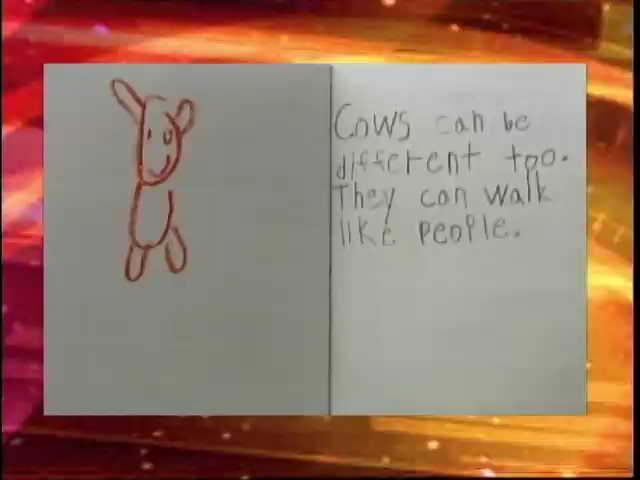 Cows can be
different too.
They can walk
like people.